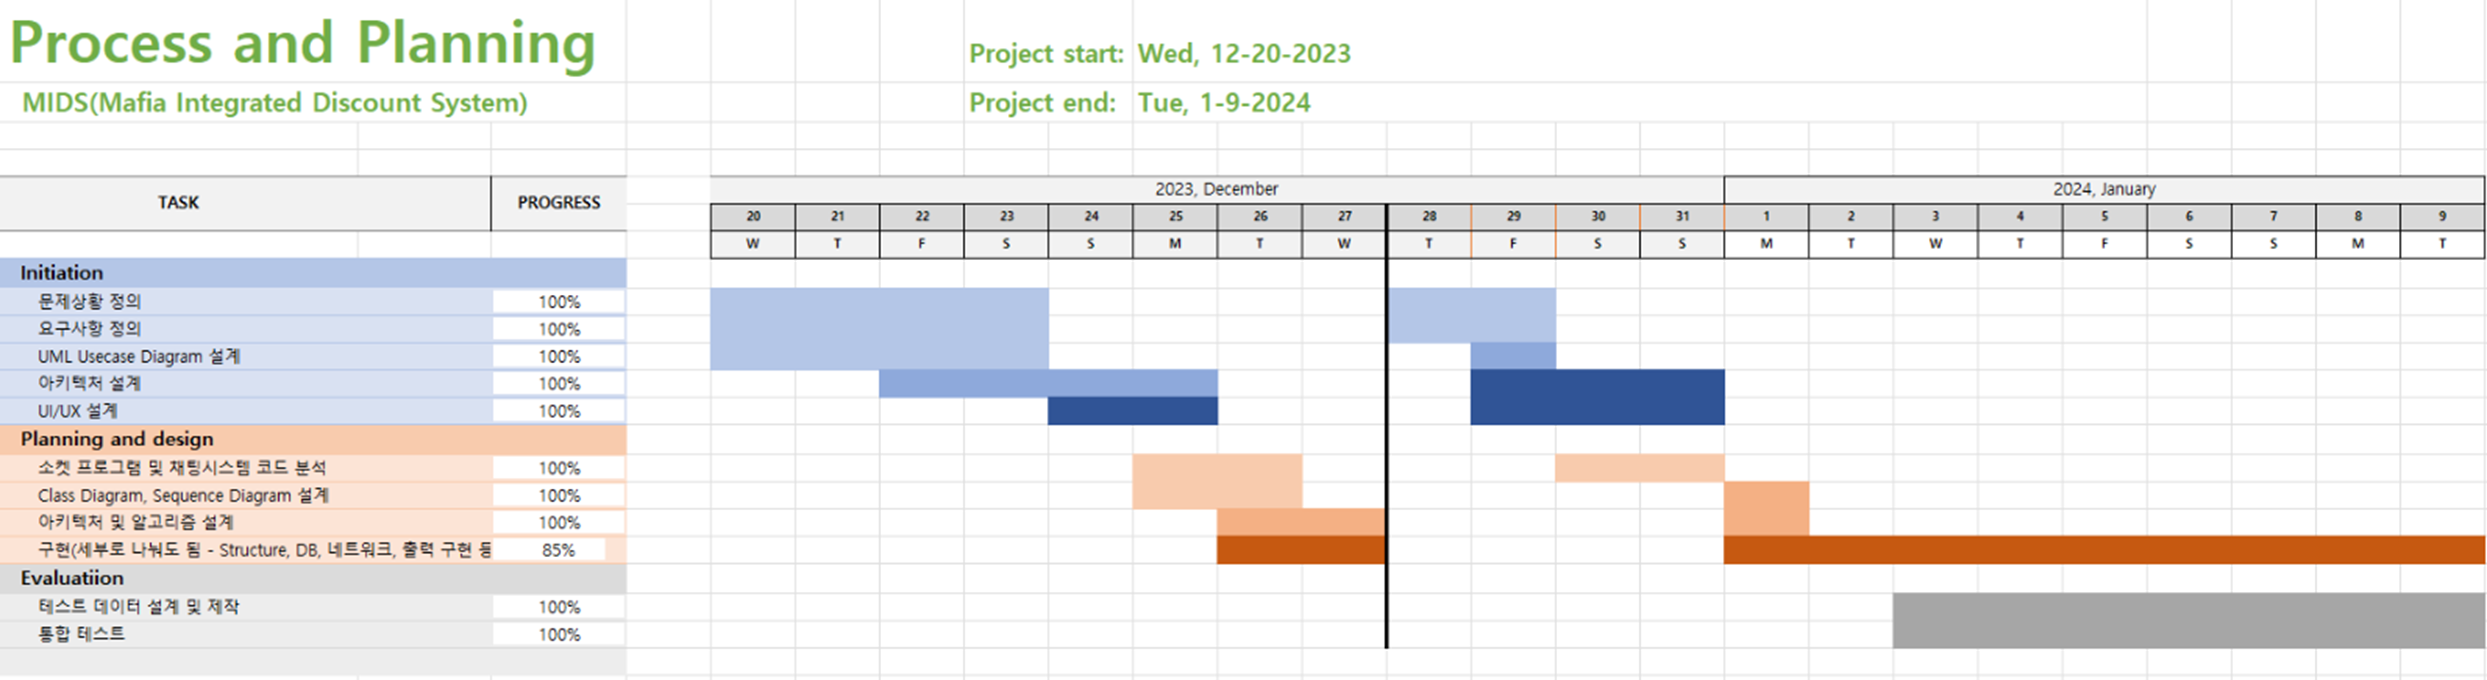 Process and Planning
Project start: Wed, 12-20-2023
MIDS(Mafia Integrated Discount System)
Project end: Tue, 1-9-2024
TASK PROGRESS
2023, December 2024, January
20 21 22 23 24 25 26 27 28 29 30 31 1 2 3 4 5 6 7 8 9
W T F S S M T W T F S S M T W T F S S M T
Initiation
문제상황 정의 100%
요구사항 정의 100%
UML Usecase Diagram 설계 100%
아키텍처 설계 100%
UI/UX 설계 100%
Planning and design
소켓 프로그램 및 채팅시스템 코드 분석 100%
Class Diagram, Sequence Diagram 설계 100%
아키텍처 및 알고리즘 설계 100%
구현(세부로 나눠도 됨 - Structure, DB, 네트워크, 출력 구현 등 85%
Evaluatiion
테스트 데이터 설계 및 제작 100%
통합 테스트 100%